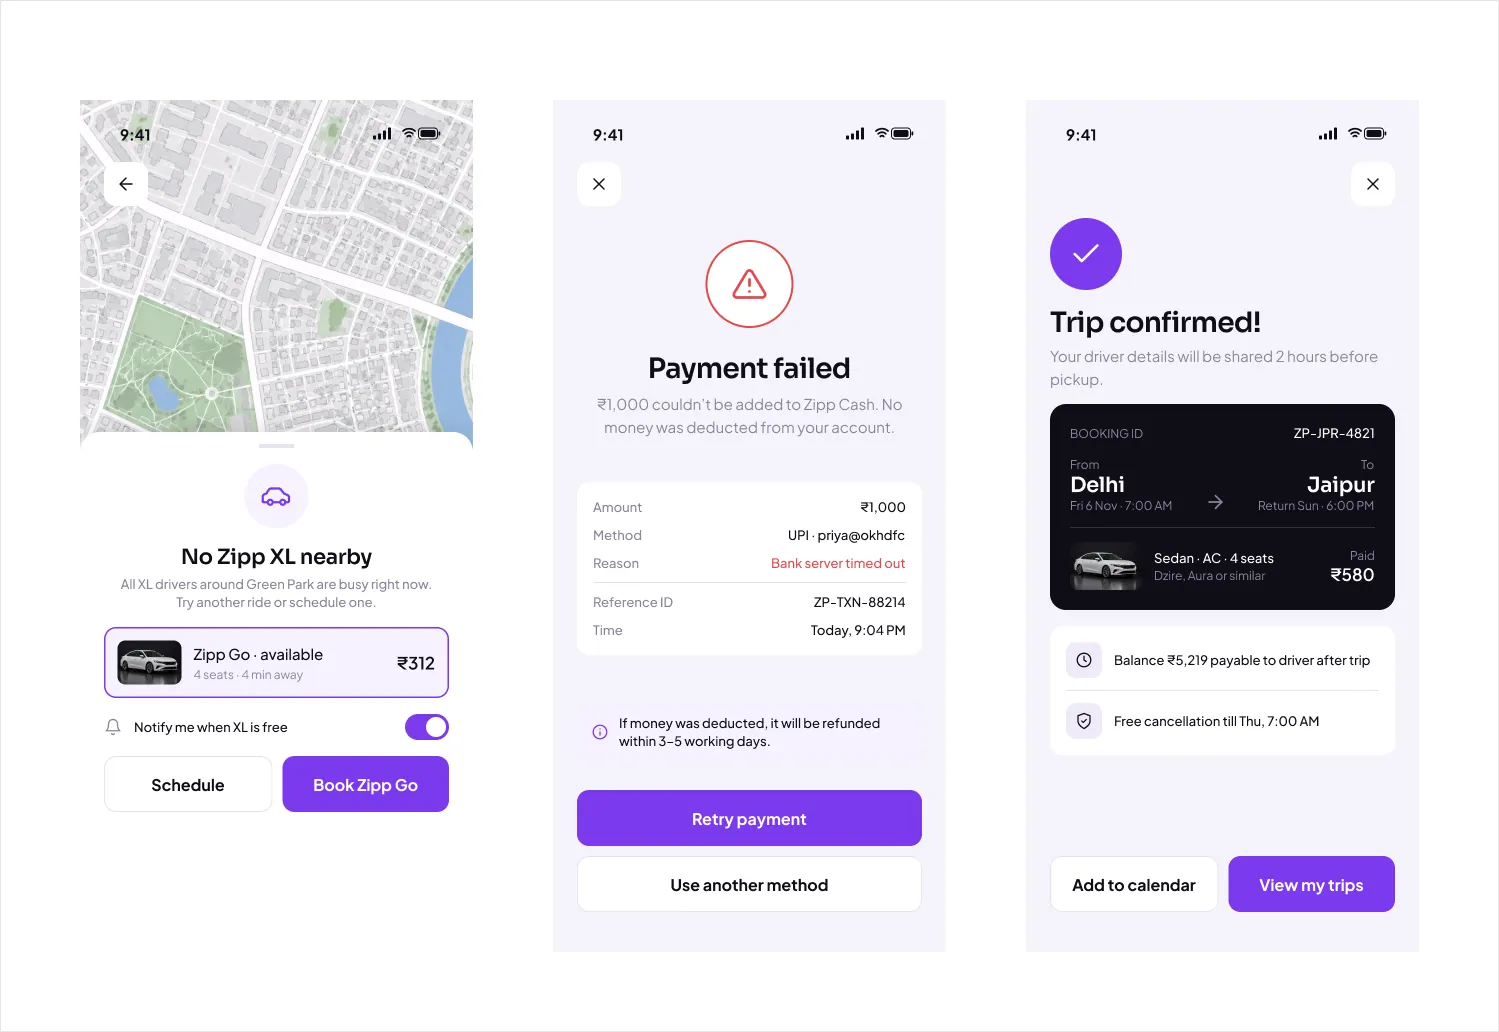 9:41
No Zipp XL nearby
All XL drivers around Green Park are busy right now.
Try another ride or schedule one.
Zipp Go · available
4 seats · 4 min away
₹312
Notify me when XL is free
Schedule
Book Zipp Go
9:41
Payment failed
₹1,000 couldn't be added to Zipp Cash. No
money was deducted from your account.
Amount ₹1,000
Method UPI · priya@okhdfc
Reason Bank server timed out
Reference ID ZP-TXN-88214
Time Today, 9:04 PM
If money was deducted, it will be refunded
within 3–5 working days.
Retry payment
Use another method
9:41
Trip confirmed!
Your driver details will be shared 2 hours before
pickup.
BOOKING ID ZP-JPR-4821
From To
Delhi Jaipur
Fri 6 Nov · 7:00 AM Return Sun · 6:00 PM
Sedan · AC · 4 seats
Dzire, Aura or similar
Paid
₹580
Balance ₹5,219 payable to driver after trip
Free cancellation till Thu, 7:00 AM
Add to calendar
View my trips